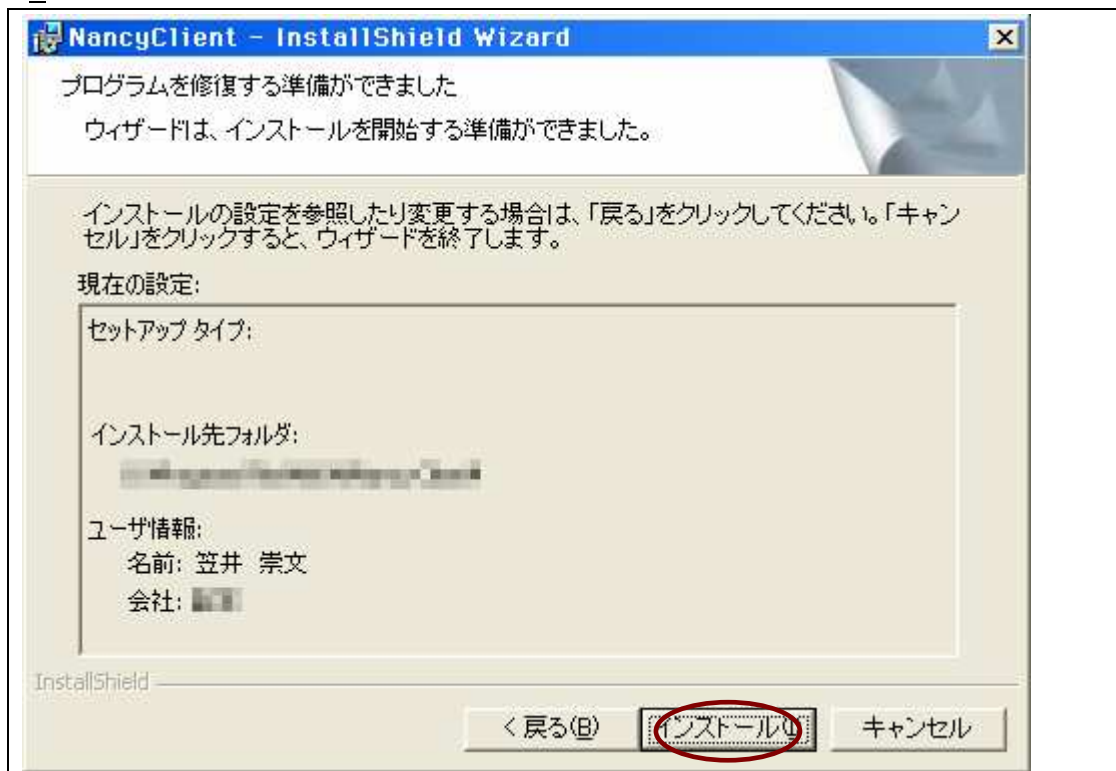 NancyClient - InstallShield Wizard
プログラムを修復する準備ができました
ウィザードは、インストールを開始する準備ができました。
インストールの設定を参照したり変更する場合は、「戻る」をクリックしてください。「キャン
セル」をクリックすると、ウィザードを終了します。
現在の設定:
セットアップ タイプ:
インストール先フォルダ:
ユーザ情報:
名前: 笠井 崇文
会社:
InstallShield
< 戻る(B) インストール(I) キャンセル